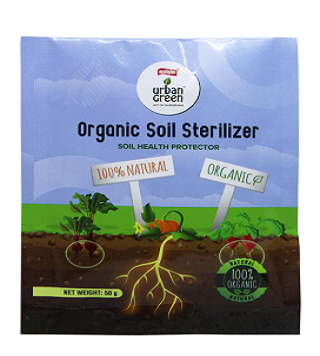 urban
green
Organic Soil Sterilizer
SOIL HEALTH PROTECTOR
100% NATURAL
ORGANIC
NATURAL
100% ORGANIC
NATURAL
NET WEIGHT: 50 g